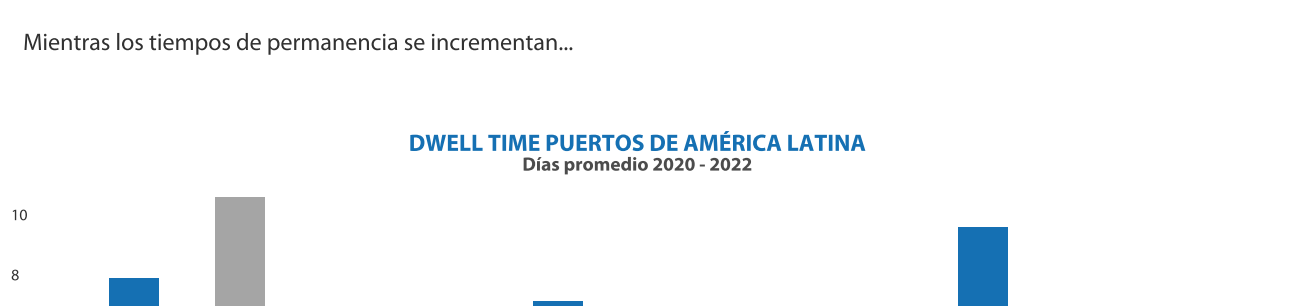 Mientras los tiempos de permanencia se incrementan...
DWELL TIME PUERTOS DE AMÉRICA LATINA
Días promedio 2020 - 2022
10
8